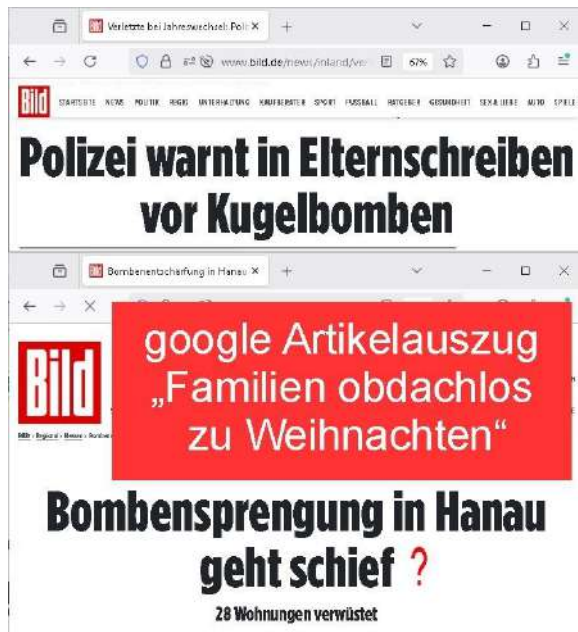 Verletzte bei Jahreswechsel: Poli
www.bild.de/news/inland/ver
67%
Bild
STARTSEITE NEWS POLITIK REGIO UNTERHALTUNG KAUFBERATER SPORT FUSSBALL RATGEBER GESUNDHEIT SEX & LIEBE AUTO SPIELE
Polizei warnt in Elternschreiben
vor Kugelbomben
Bombenentschärfung in Hanau:
google Artikelauszug
„Familien obdachlos
zu Weihnachten“
Bild
Bombensprengung in Hanau
geht schief ?
28 Wohnungen verwüstet